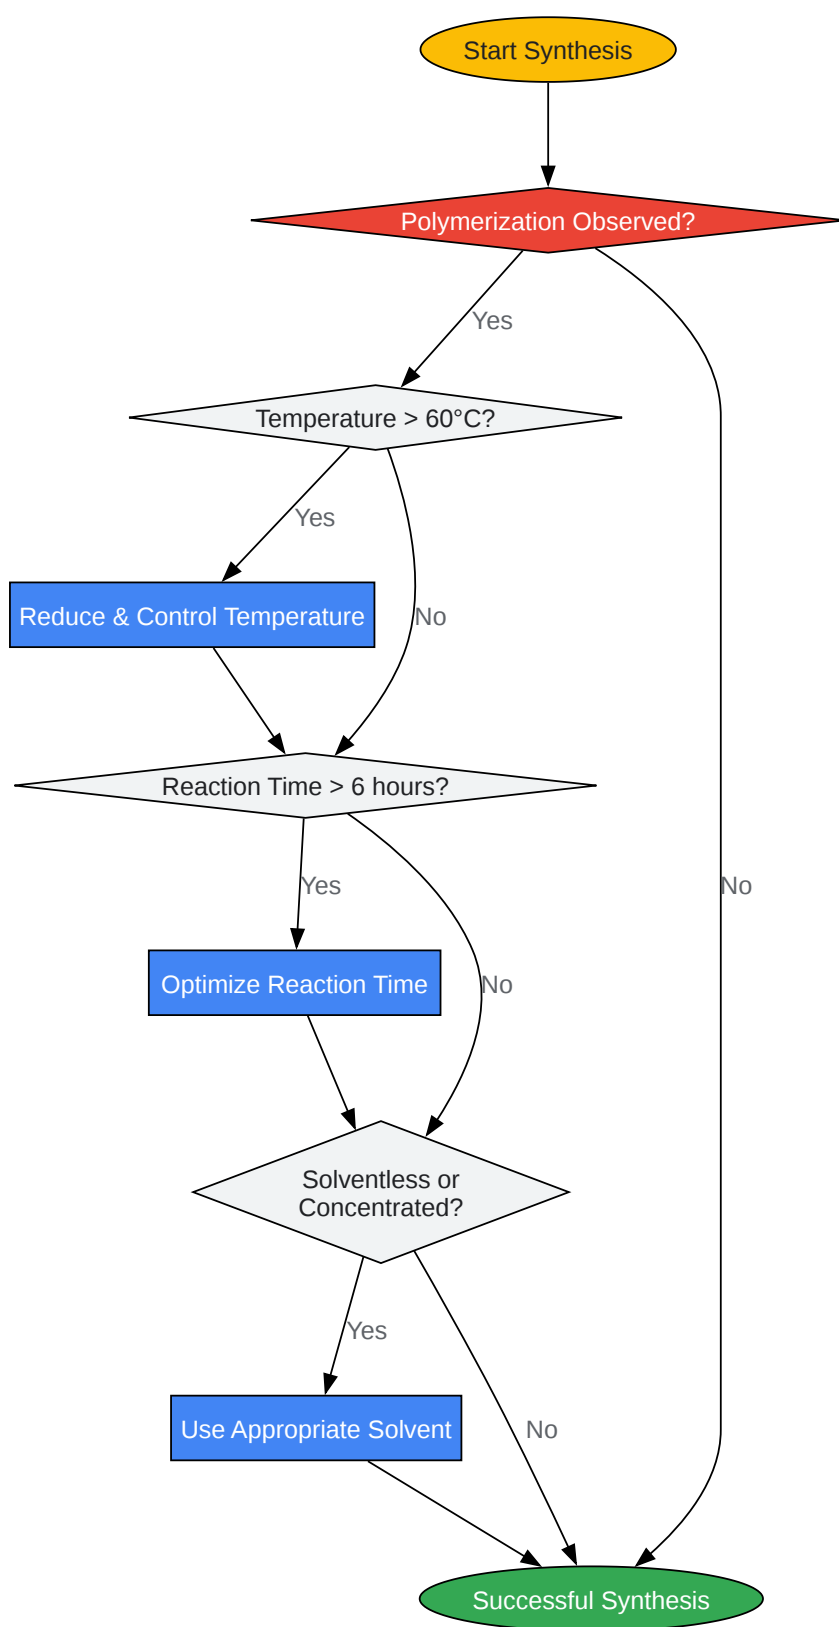 Start Synthesis
Polymerization Observed?
Yes
Temperature > 60°C?
Yes
Reduce & Control Temperature
No
Reaction Time > 6 hours?
Yes
No
Optimize Reaction Time
No
Solventless or
Concentrated?
Yes
Use Appropriate Solvent
No
Successful Synthesis